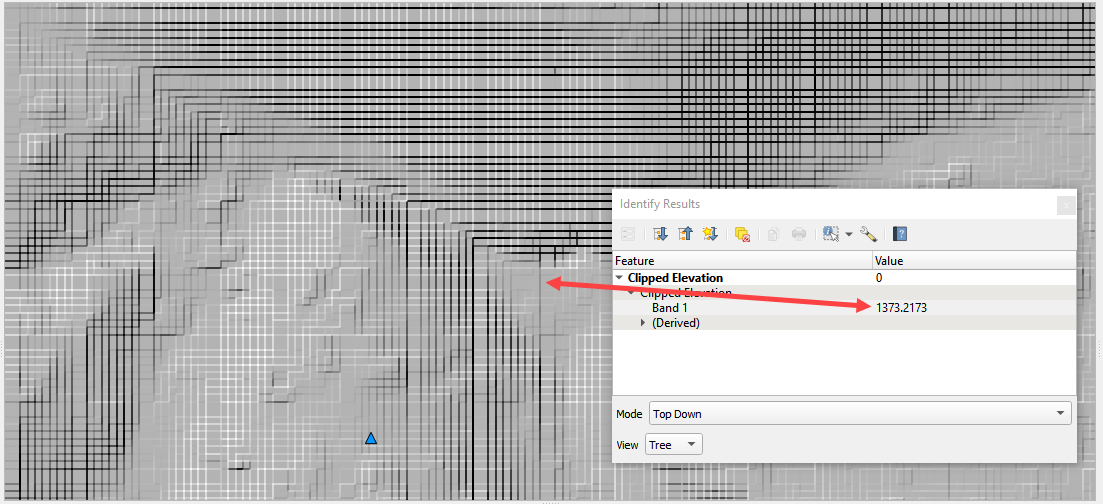 Identify Results
Feature Value
Clipped Elevation 0
Clipped Elevation
Band 1 1373.2173
(Derived)
Mode Top Down
View Tree